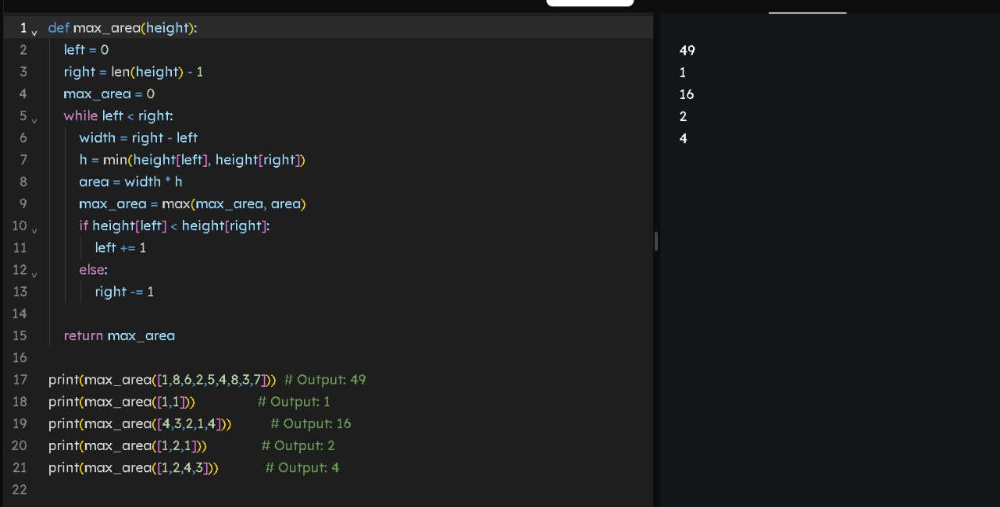 1 def max_area(height):
2 left = 0
3 right = len(height) - 1
4 max_area = 0
5 while left < right:
6 width = right - left
7 h = min(height[left], height[right])
8 area = width * h
9 max_area = max(max_area, area)
10 if height[left] < height[right]:
11 left += 1
12 else:
13 right -= 1
14
15 return max_area
16
17 print(max_area([1,8,6,2,5,4,8,3,7])) # Output: 49
18 print(max_area([1,1])) # Output: 1
19 print(max_area([4,3,2,1,4])) # Output: 16
20 print(max_area([1,2,1])) # Output: 2
21 print(max_area([1,2,4,3])) # Output: 4
22
49
1
16
2
4